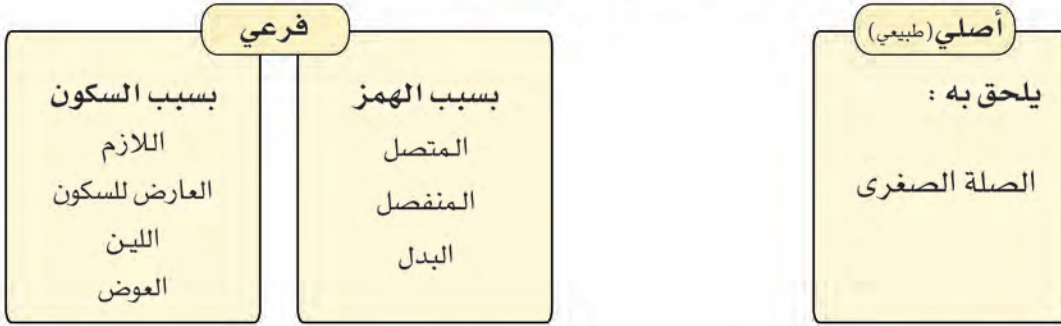 أصلي (طبيعي)
يلحق به :
الصلة الصغرى
فرعي
بسبب الهمز
المتصل
المنفصل
البدل
بسبب السكون
اللازم
العارض للسكون
اللين
العوض